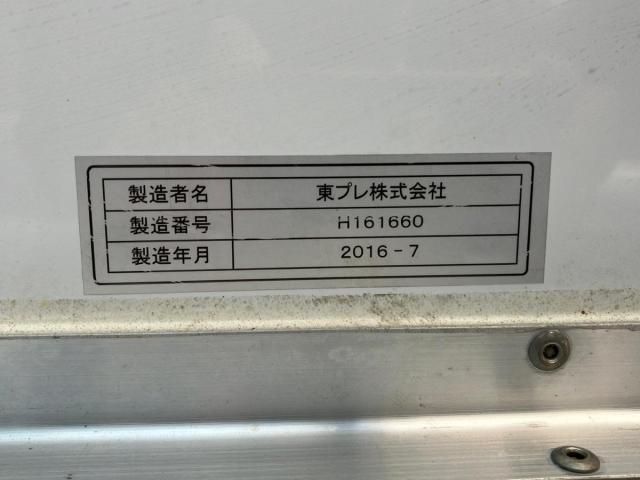 製造者名 東プレ株式会社
製造番号 H161660
製造年月 2016-7